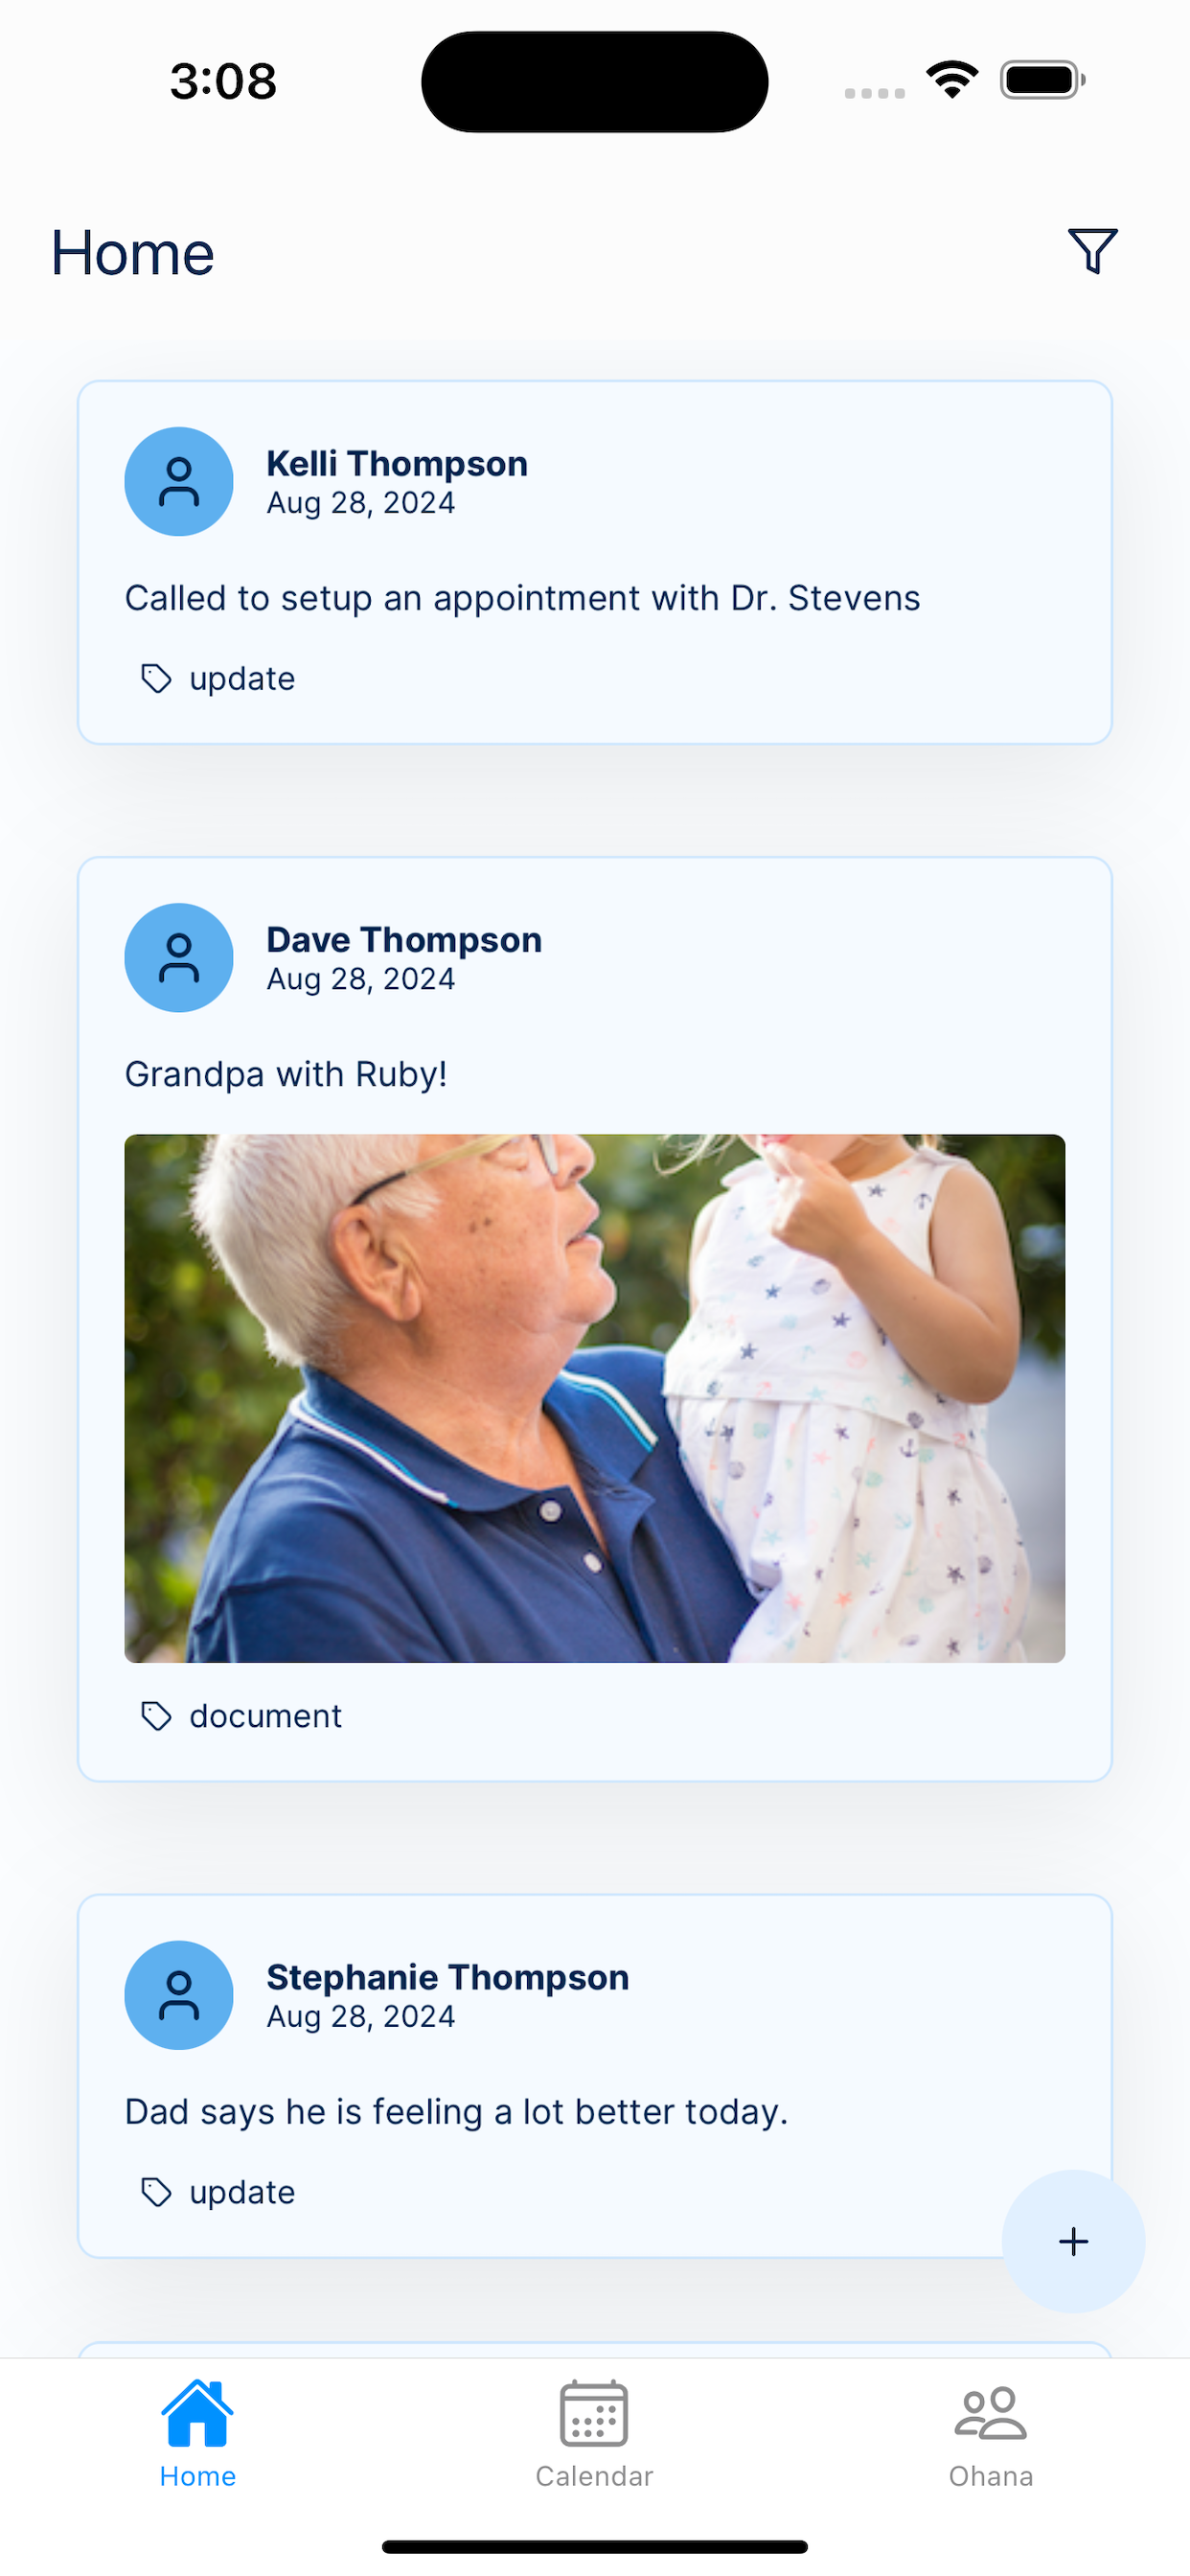 3:08
Home
Kelli Thompson
Aug 28, 2024
Called to setup an appointment with Dr. Stevens
update
Dave Thompson
Aug 28, 2024
Grandpa with Ruby!
document
Stephanie Thompson
Aug 28, 2024
Dad says he is feeling a lot better today.
update
Home
Calendar
Ohana